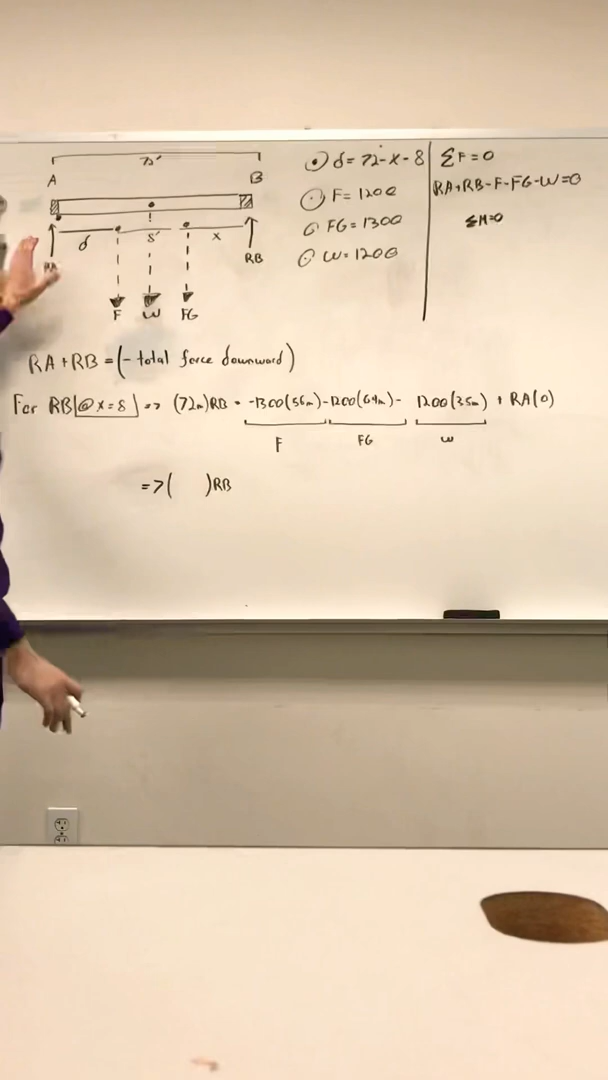 72'
A B
d 8' x
RA RB
F W FG
d = 72-x-8
F = 1200
FG = 1300
W = 1200
ΣF = 0
RA+RB-F-FG-W=0
ΣM=0
RA + RB = (- total force downward)
For RB @ x = 8 => (72m)RB = -1300(56m) -1200(64m) - 1200(35m) + RA(0)
F FG W
=> ( )RB